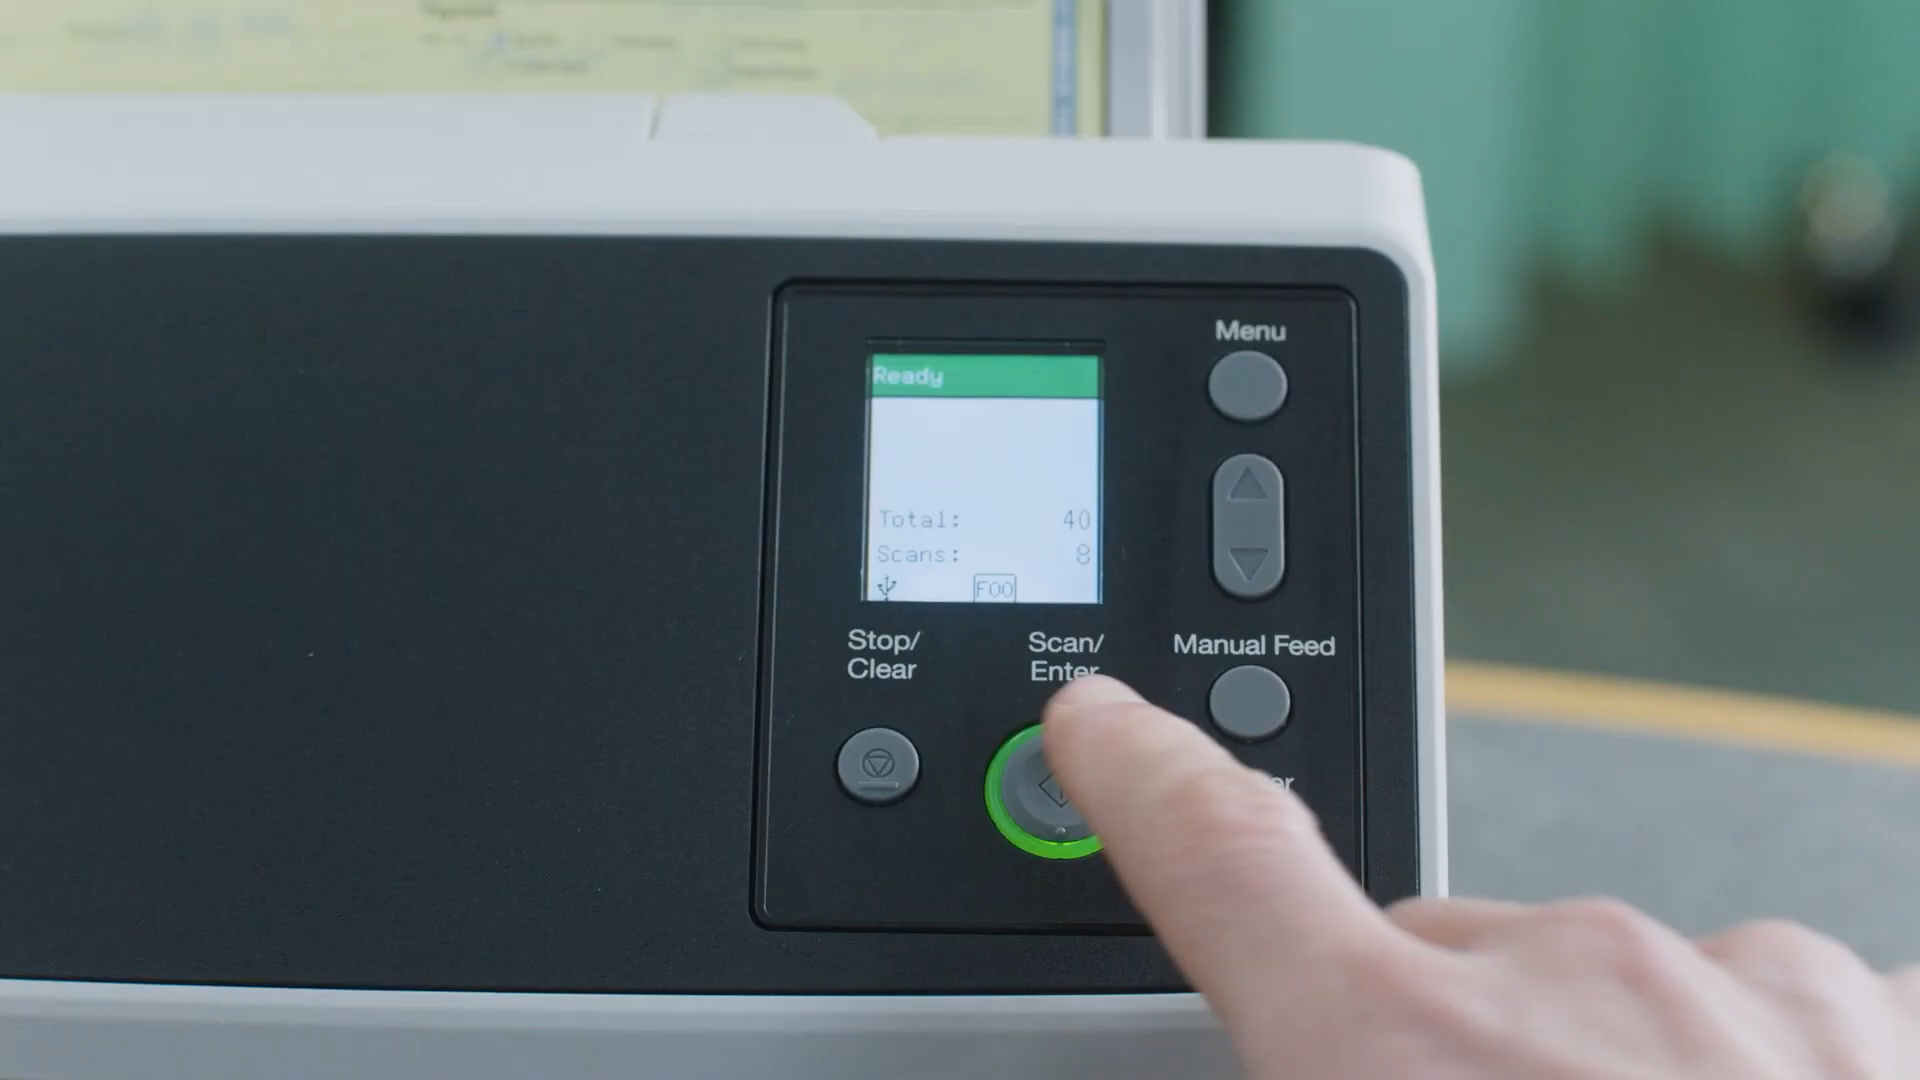 Menu
Ready
Total: 40
Scans: 8
F00
Stop/
Clear
Scan/
Enter
Manual Feed